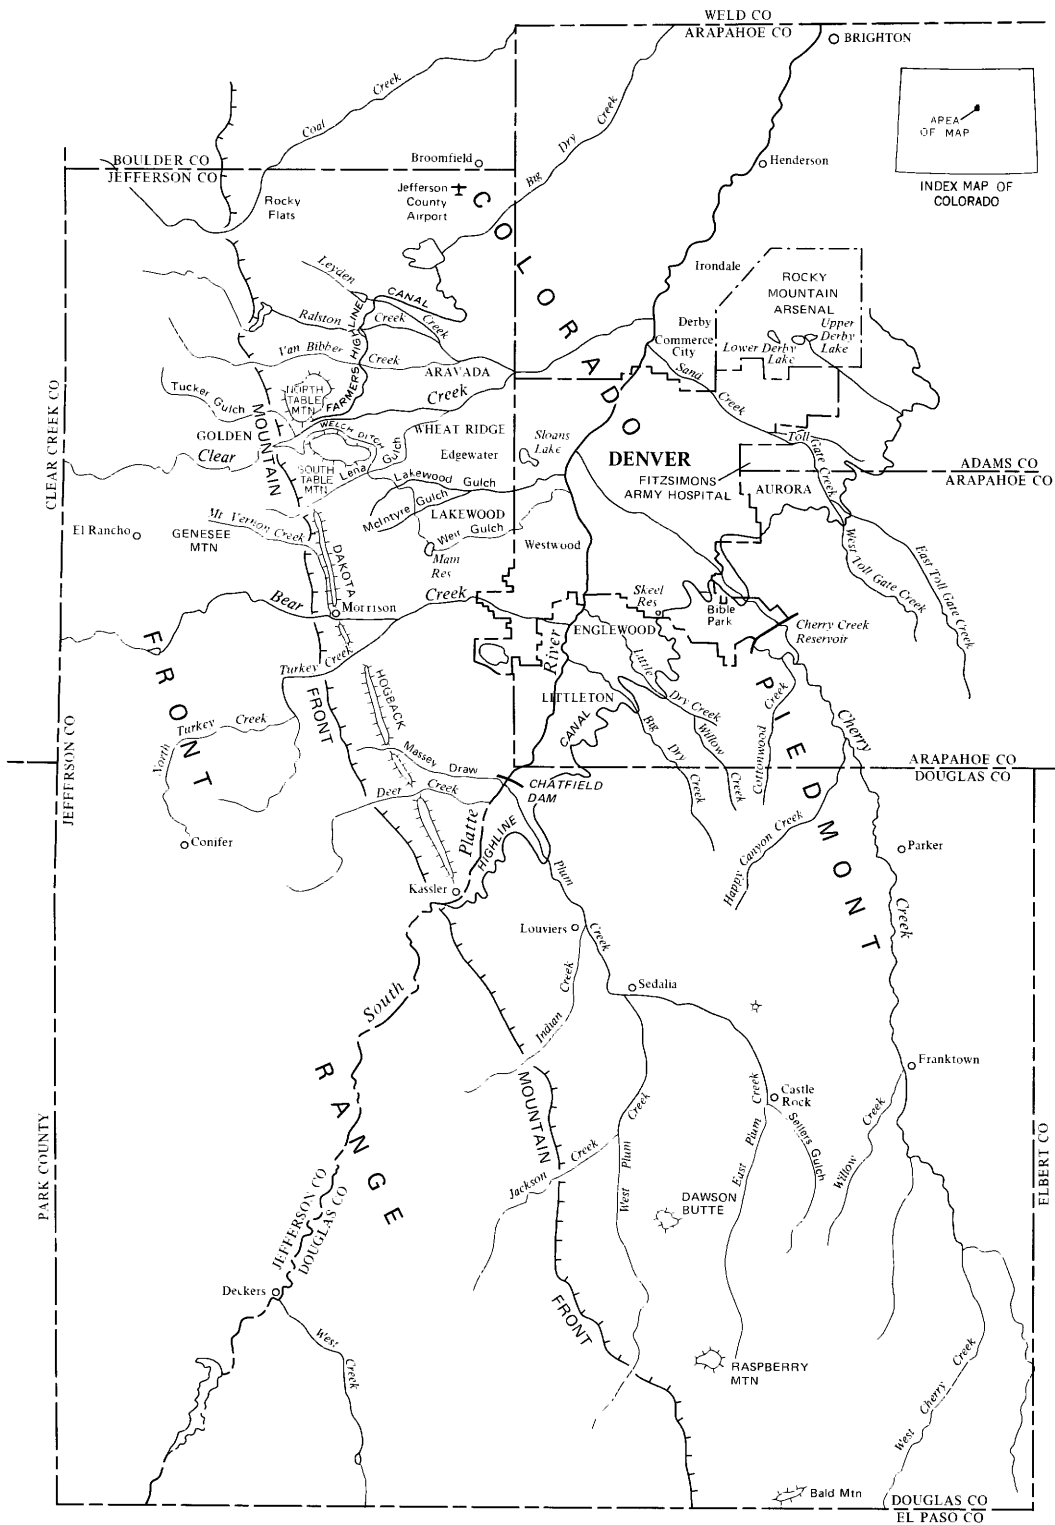 WELD CO
ARAPAHOE CO
BRIGHTON
Coal Creek
Big Dry Creek
AREA
OF MAP
INDEX MAP OF
COLORADO
BOULDER CO
JEFFERSON CO
Broomfield
Henderson
Rocky
Flats
Jefferson
County
Airport
COLORADO
Leyden Creek
CANAL
Irondale
ROCKY
MOUNTAIN
ARSENAL
Ralston Creek
FARMERS HIGHLINE
Derby
Upper
Derby
Lake
Lower Derby
Lake
Commerce
City
Van Bibber Creek
ARAVADA
Sand Creek
Tucker Gulch
NORTH
TABLE
MTN
Creek
CLEAR CREEK CO
MOUNTAIN
WELCH DITCH
WHEAT RIDGE
GOLDEN
Clear
Sloans
Lake
Edgewater
DENVER
Toll Gate Creek
SOUTH
TABLE
MTN
Lena Gulch
Lakewood Gulch
FITZSIMONS
ARMY HOSPITAL
ADAMS CO
ARAPAHOE CO
AURORA
McIntyre Gulch
LAKEWOOD
Mt Vernon Creek
El Rancho
GENESEE
MTN
Weir Gulch
Westwood
Main
Res
DAKOTA
West Toll Gate Creek
East Toll Gate Creek
Bear Creek
Morrison
Skeel
Res
Bible
Park
ENGLEWOOD
Cherry Creek
Reservoir
FRONT
Turkey Creek
River
Little Dry Creek
HOGBACK
FRONT
LITTLETON
PIEDMONT
North Turkey Creek
CANAL
Big Dry Creek
Willow Creek
Cottonwood Creek
Cherry
JEFFERSON CO
Massey Draw
ARAPAHOE CO
DOUGLAS CO
Deer Creek
CHATFIELD
DAM
Platte
HIGHLINE
Happy Canyon Creek
Conifer
Parker
Plum Creek
Kassler
Creek
Louviers
Indian Creek
South
Sedalia
Franktown
RANGE
MOUNTAIN
Castle
Rock
PARK COUNTY
ELBERT CO
Creek
East Plum
Sellers Gulch
Willow Creek
Jackson Creek
West Plum Creek
JEFFERSON CO
DOUGLAS CO
DAWSON
BUTTE
Deckers
West Creek
FRONT
RASPBERRY
MTN
West Cherry Creek
Bald Mtn
DOUGLAS CO
EL PASO CO